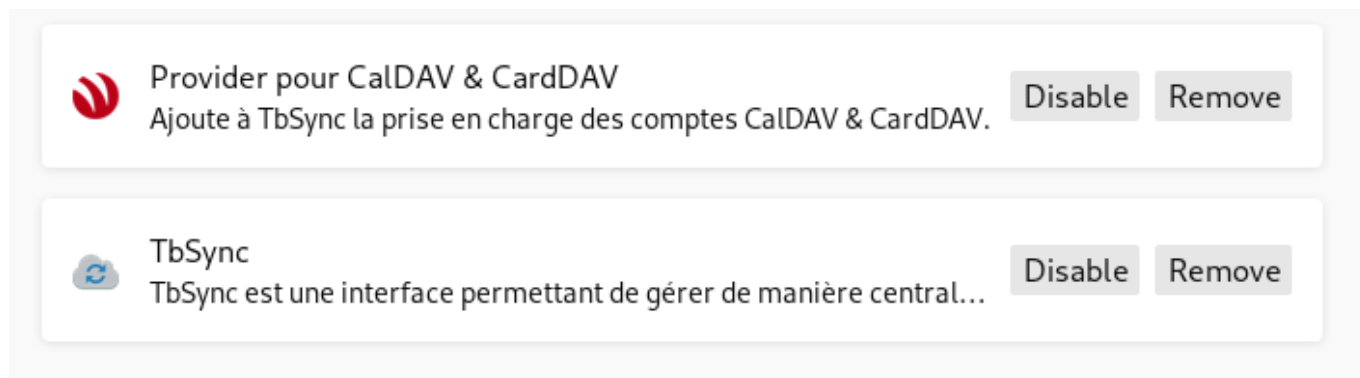 Provider pour CalDAV & CardDAV
Ajoute à TbSync la prise en charge des comptes CalDAV & CardDAV.
Disable
Remove
TbSync
TbSync est une interface permettant de gérer de manière central…
Disable
Remove